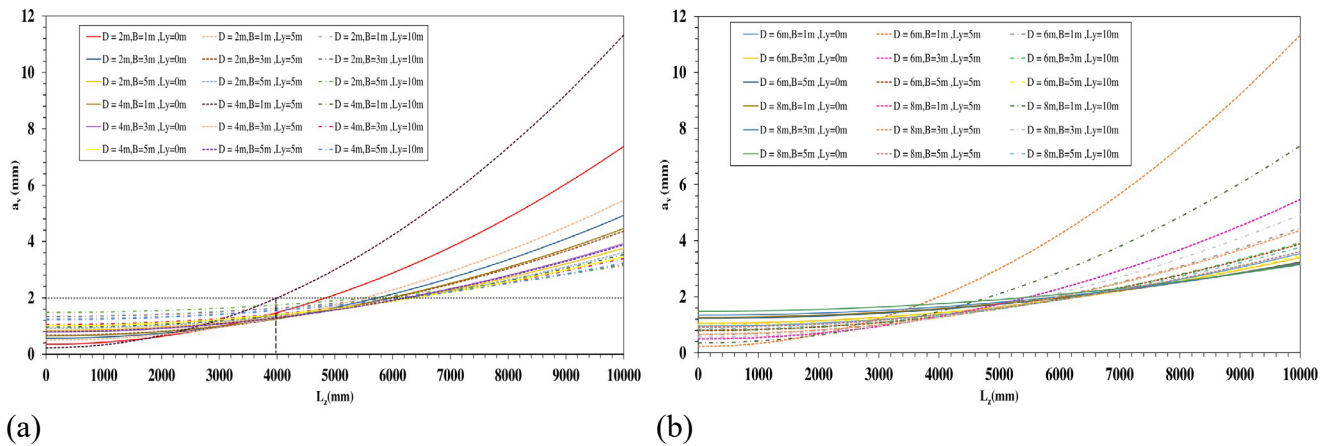 12
10
8
6
4
2
0
a_v (mm)
D = 2m,B=1m ,Ly=0m D = 2m,B=1m ,Ly=5m D = 2m,B=1m ,Ly=10m
D = 2m,B=3m ,Ly=0m D = 2m,B=3m ,Ly=5m D = 2m,B=3m ,Ly=10m
D = 2m,B=5m ,Ly=0m D = 2m,B=5m ,Ly=5m D = 2m,B=5m ,Ly=10m
D = 4m,B=1m ,Ly=0m D = 4m,B=1m ,Ly=5m D = 4m,B=1m ,Ly=10m
D = 4m,B=3m ,Ly=0m D = 4m,B=3m ,Ly=5m D = 4m,B=3m ,Ly=10m
D = 4m,B=5m ,Ly=0m D = 4m,B=5m ,Ly=5m D = 4m,B=5m ,Ly=10m
0 1000 2000 3000 4000 5000 6000 7000 8000 9000 10000
L_z(mm)
(a)
12
10
8
6
4
2
0
a_v (mm)
D = 6m,B=1m ,Ly=0m D = 6m,B=1m ,Ly=5m D = 6m,B=1m ,Ly=10m
D = 6m,B=3m ,Ly=0m D = 6m,B=3m ,Ly=5m D = 6m,B=3m ,Ly=10m
D = 6m,B=5m ,Ly=0m D = 6m,B=5m ,Ly=5m D = 6m,B=5m ,Ly=10m
D = 8m,B=1m ,Ly=0m D = 8m,B=1m ,Ly=5m D = 8m,B=1m ,Ly=10m
D = 8m,B=3m ,Ly=0m D = 8m,B=3m ,Ly=5m D = 8m,B=3m ,Ly=10m
D = 8m,B=5m ,Ly=0m D = 8m,B=5m ,Ly=5m D = 8m,B=5m ,Ly=10m
0 1000 2000 3000 4000 5000 6000 7000 8000 9000 10000
L_z(mm)
(b)